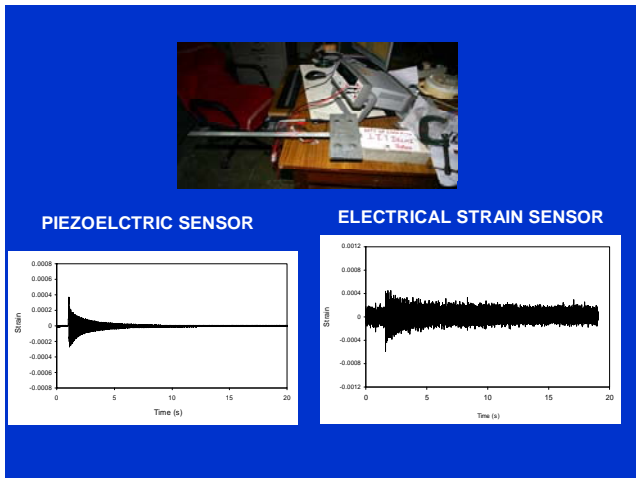 PIEZOELCTRIC SENSOR
ELECTRICAL STRAIN SENSOR
0.0008
0.0006
0.0004
0.0002
0
-0.0002
-0.0004
-0.0006
-0.0008
Strain
0 5 10 15 20
Time (s)
0.0012
0.0008
0.0004
0
-0.0004
-0.0008
-0.0012
Strain
0 5 10 15 20
Time (s)